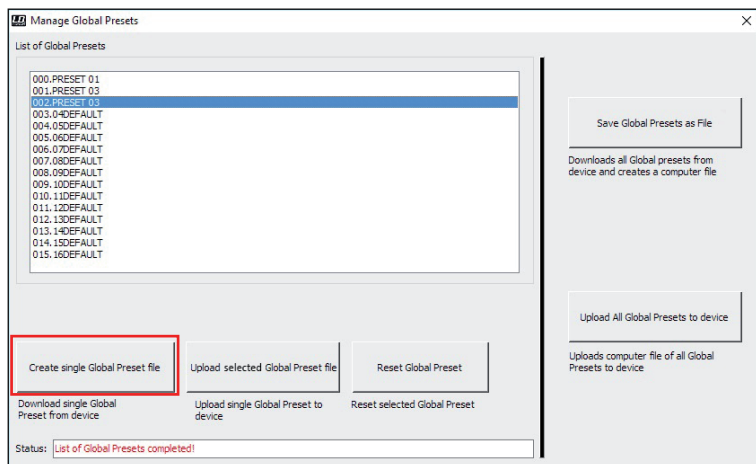 Manage Global Presets
List of Global Presets
000.PRESET 01
001.PRESET 03
002.PRESET 03
003.04DEFAULT
004.05DEFAULT
005.06DEFAULT
006.07DEFAULT
007.08DEFAULT
008.09DEFAULT
009.10DEFAULT
010.11DEFAULT
011.12DEFAULT
012.13DEFAULT
013.14DEFAULT
014.15DEFAULT
015.16DEFAULT
Create single Global Preset file
Download single Global
Preset from device
Upload selected Global Preset file
Upload single Global Preset to
device
Reset Global Preset
Reset selected Global Preset
Save Global Presets as File
Downloads all Global presets from
device and creates a computer file
Upload All Global Presets to device
Uploads computer file of all Global
Presets to device
Status: List of Global Presets completed!